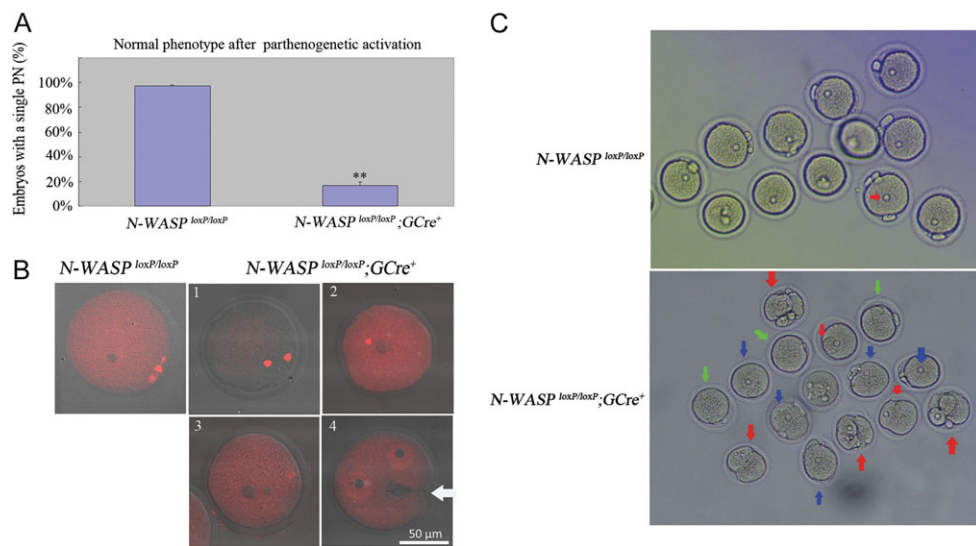 A
Normal phenotype after parthenogenetic activation
Embryos with a single PN (%)
100%
80%
60%
40%
20%
0%
**
N-WASP loxP/loxP
N-WASP loxP/loxP;GCre+
B
N-WASP loxP/loxP
N-WASP loxP/loxP;GCre+
1
2
3
4
50 µm
C
N-WASP loxP/loxP
N-WASP loxP/loxP;GCre+